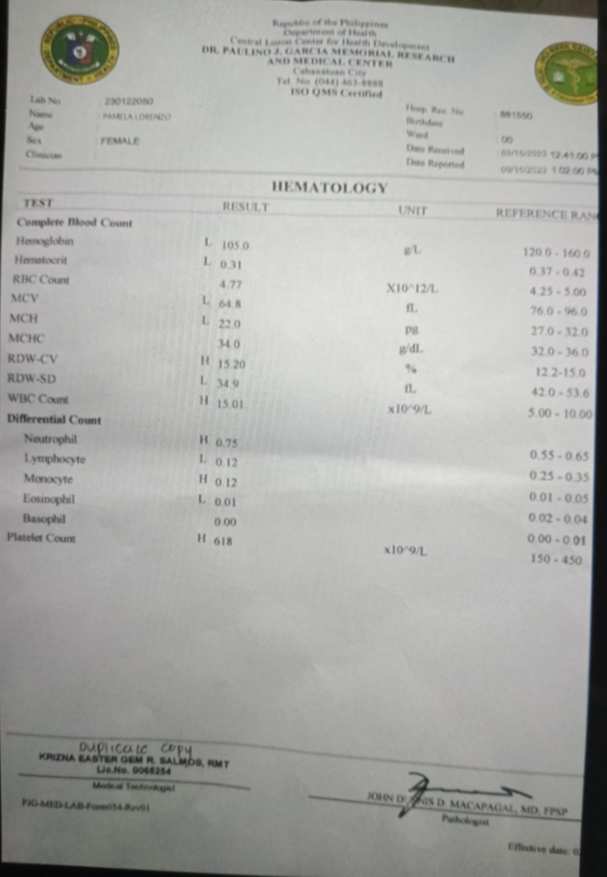 Republic of the Philippines
Department of Health
Central Luzon Center for Health Development
DR. PAULINO J. GARCIA MEMORIAL RESEARCH
AND MEDICAL CENTER
Cabanatuan City
Tel. No. (044) 463-8888
ISO QMS Certified
Lab No : 230122050
Name : PAMELA LORENZO
Age
Sex : FEMALE
Clinician
Hosp. Rec. No : 881550
Birthdate
Ward : 00
Date Received : 12:41:00 P
Date Reported : 1:02:00 PM
HEMATOLOGY
TEST RESULT UNIT REFERENCE RAN
Complete Blood Count
Hemoglobin L 105.0 g/L 120.0 - 160.0
Hematocrit L 0.31 0.37 - 0.42
RBC Count 4.77 X10^12/L 4.25 - 5.00
MCV L 64.8 fL 76.0 - 96.0
MCH L 22.0 pg 27.0 - 32.0
MCHC 34.0 g/dL 32.0 - 36.0
RDW-CV H 15.20 % 12.2-15.0
RDW-SD L 34.9 fL 42.0 - 53.6
WBC Count H 15.01 x10^9/L 5.00 - 10.00
Differential Count
Neutrophil H 0.75 0.55 - 0.65
Lymphocyte L 0.12 0.25 - 0.35
Monocyte H 0.12 0.01 - 0.05
Eosinophil L 0.01 0.02 - 0.04
Basophil 0.00 0.00 - 0.01
Platelet Count H 618 x10^9/L 150 - 450
Duplicate copy
KRIZNA EASTER GEM R. SALMOS, RMT
Lic.No. 0068254
Medical Technologist
PJG-MED-LAB-Form054-Rev01
JOHN D. MACAPAGAL, MD, FPSP
Pathologist
Effective date: 0